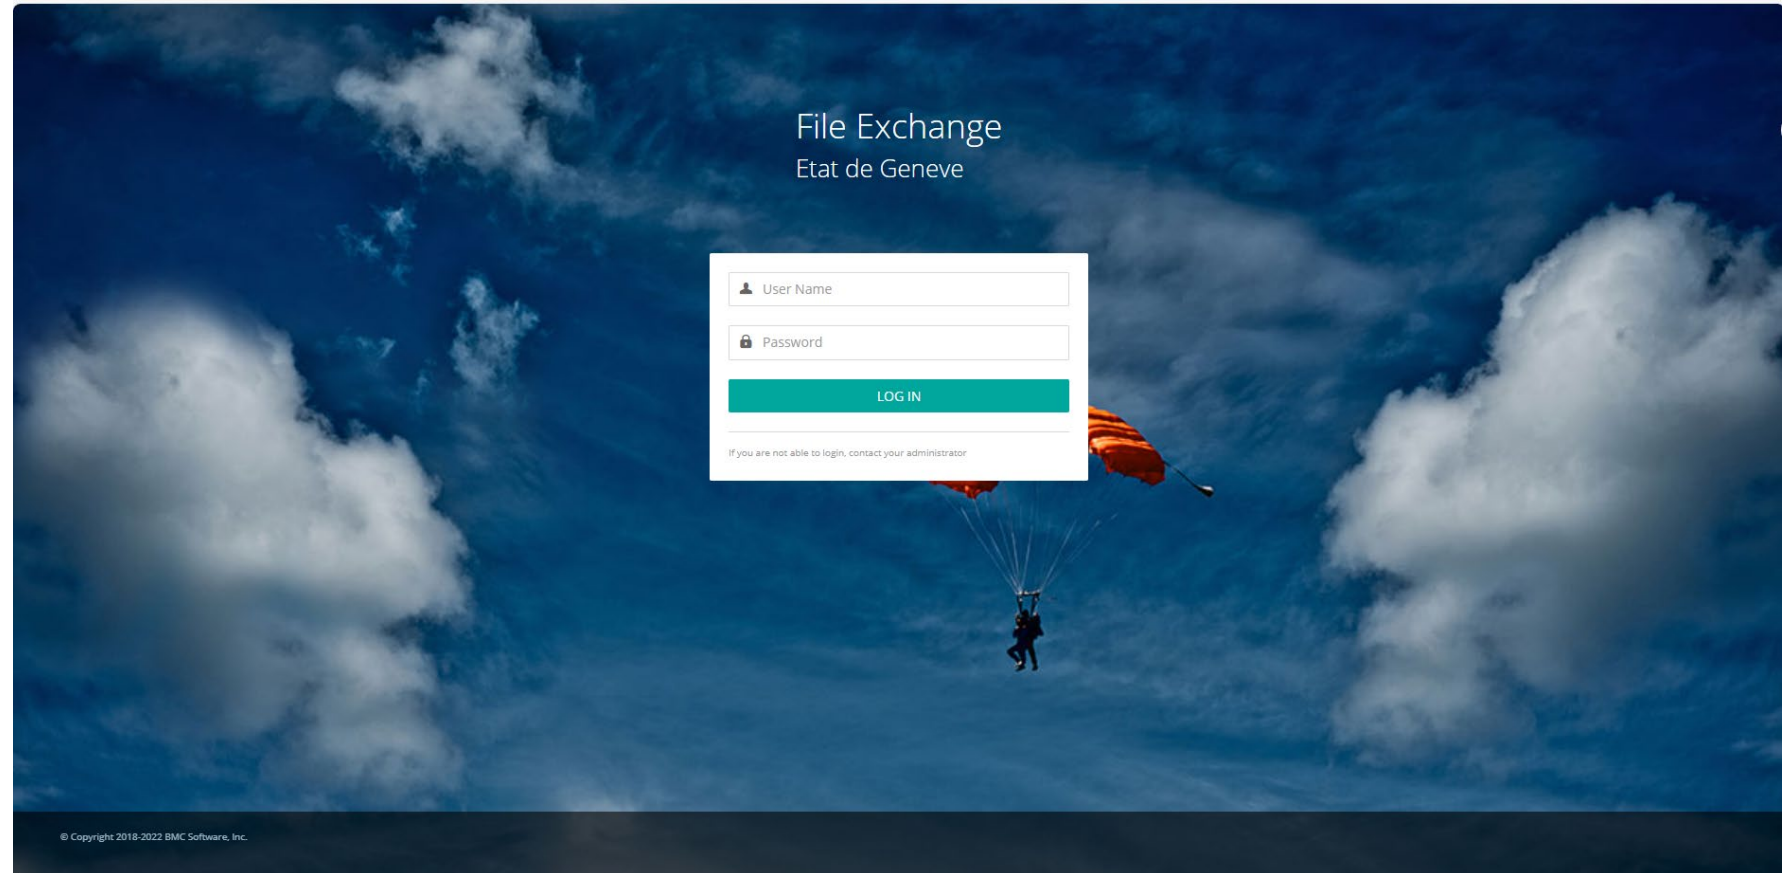 File Exchange
Etat de Geneve
User Name
Password
LOG IN
If you are not able to login, contact your administrator
© Copyright 2018-2022 BMC Software, Inc.